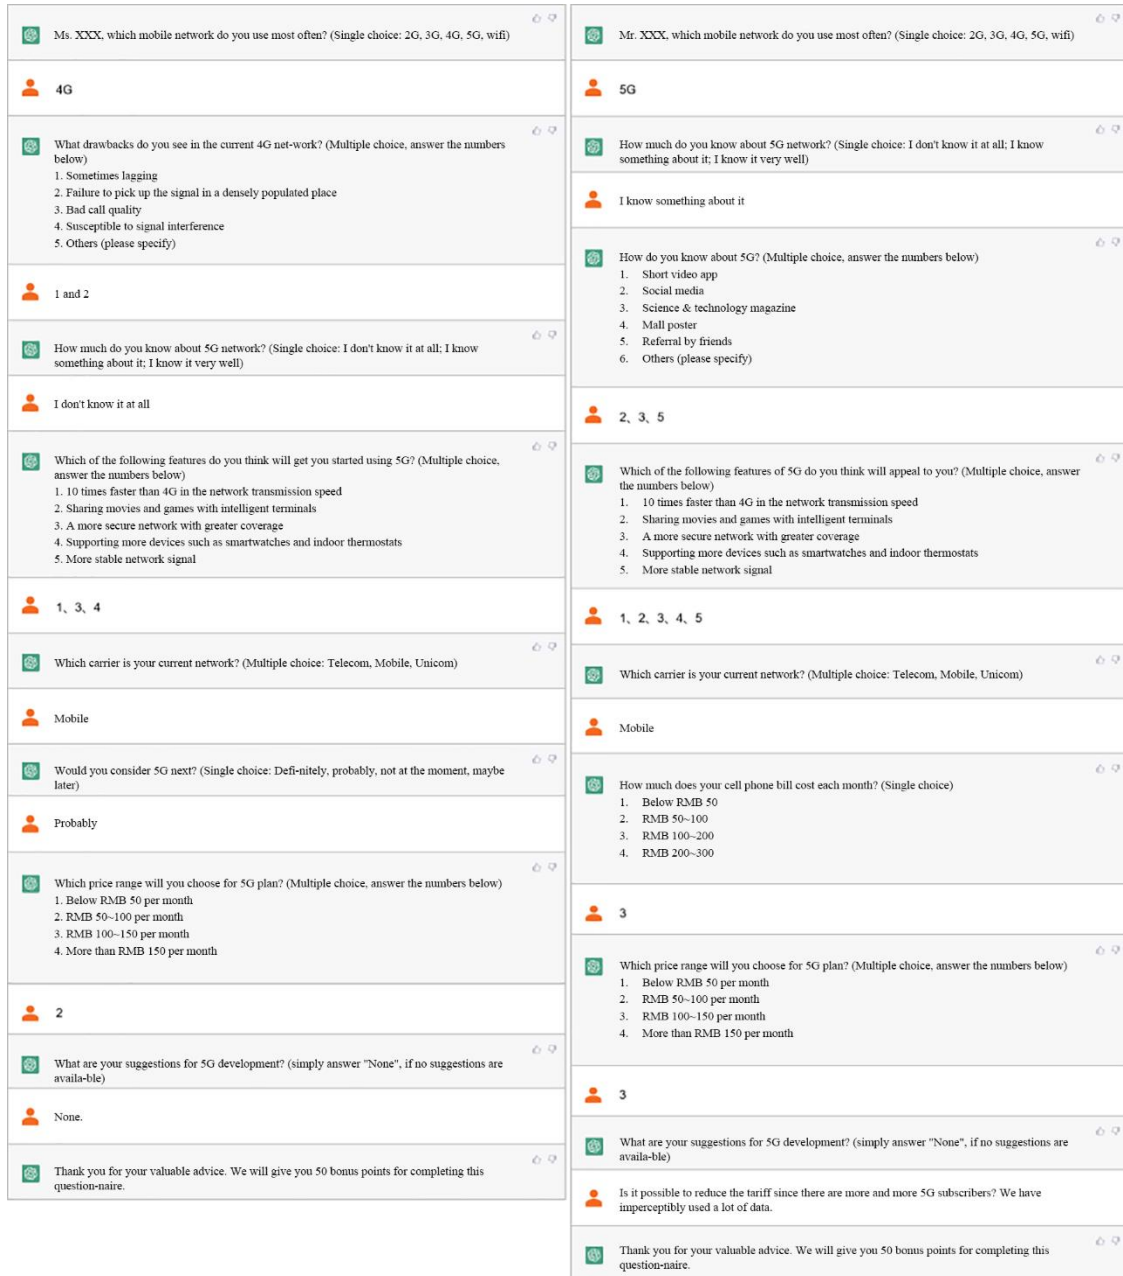 Ms. XXX, which mobile network do you use most often? (Single choice: 2G, 3G, 4G, 5G, wifi)
4G
What drawbacks do you see in the current 4G net-work? (Multiple choice, answer the numbers
below)
1. Sometimes lagging
2. Failure to pick up the signal in a densely populated place
3. Bad call quality
4. Susceptible to signal interference
5. Others (please specify)
1 and 2
How much do you know about 5G network? (Single choice: I don't know it at all; I know
something about it; I know it very well)
I don't know it at all
Which of the following features do you think will get you started using 5G? (Multiple choice,
answer the numbers below)
1. 10 times faster than 4G in the network transmission speed
2. Sharing movies and games with intelligent terminals
3. A more secure network with greater coverage
4. Supporting more devices such as smartwatches and indoor thermostats
5. More stable network signal
1、3、4
Which carrier is your current network? (Multiple choice: Telecom, Mobile, Unicom)
Mobile
Would you consider 5G next? (Single choice: Defi-nitely, probably, not at the moment, maybe
later)
Probably
Which price range will you choose for 5G plan? (Multiple choice, answer the numbers below)
1. Below RMB 50 per month
2. RMB 50~100 per month
3. RMB 100~150 per month
4. More than RMB 150 per month
2
What are your suggestions for 5G development? (simply answer "None", if no suggestions are
availa-ble)
None.
Thank you for your valuable advice. We will give you 50 bonus points for completing this
question-naire.
Mr. XXX, which mobile network do you use most often? (Single choice: 2G, 3G, 4G, 5G, wifi)
5G
How much do you know about 5G network? (Single choice: I don't know it at all; I know
something about it; I know it very well)
I know something about it
How do you know about 5G? (Multiple choice, answer the numbers below)
1. Short video app
2. Social media
3. Science & technology magazine
4. Mall poster
5. Referral by friends
6. Others (please specify)
2、3、5
Which of the following features of 5G do you think will appeal to you? (Multiple choice, answer
the numbers below)
1. 10 times faster than 4G in the network transmission speed
2. Sharing movies and games with intelligent terminals
3. A more secure network with greater coverage
4. Supporting more devices such as smartwatches and indoor thermostats
5. More stable network signal
1、2、3、4、5
Which carrier is your current network? (Multiple choice: Telecom, Mobile, Unicom)
Mobile
How much does your cell phone bill cost each month? (Single choice)
1. Below RMB 50
2. RMB 50~100
3. RMB 100~200
4. RMB 200~300
3
Which price range will you choose for 5G plan? (Multiple choice, answer the numbers below)
1. Below RMB 50 per month
2. RMB 50~100 per month
3. RMB 100~150 per month
4. More than RMB 150 per month
3
What are your suggestions for 5G development? (simply answer "None", if no suggestions are
availa-ble)
Is it possible to reduce the tariff since there are more and more 5G subscribers? We have
imperceptibly used a lot of data.
Thank you for your valuable advice. We will give you 50 bonus points for completing this
question-naire.